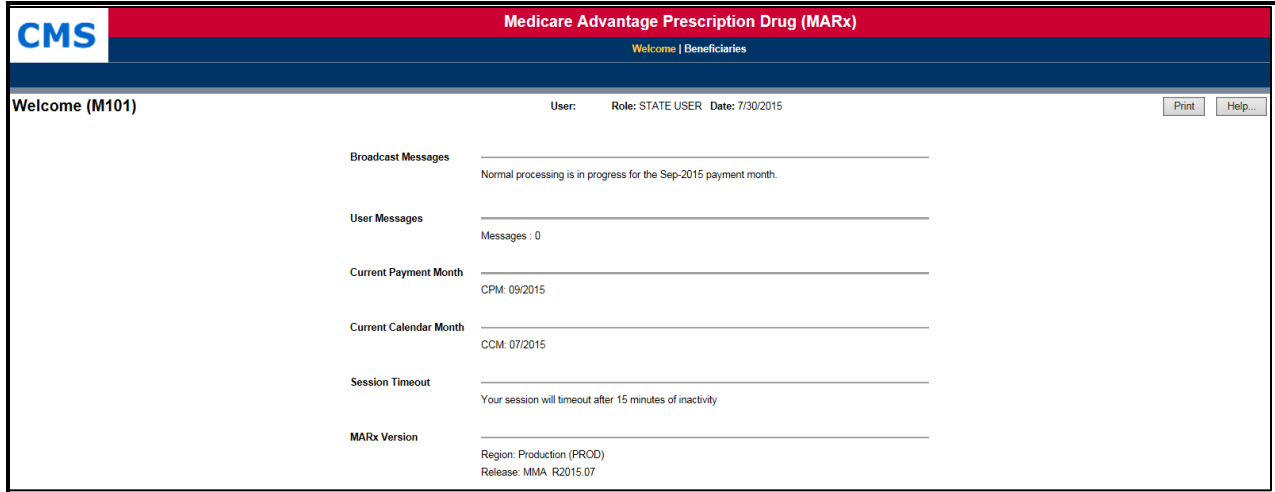 CMS
Medicare Advantage Prescription Drug (MARx)
Welcome | Beneficiaries
Welcome (M101)
User: Role: STATE USER Date: 7/30/2015
Print Help...
Broadcast Messages
Normal processing is in progress for the Sep-2015 payment month.
User Messages
Messages : 0
Current Payment Month
CPM: 09/2015
Current Calendar Month
CCM: 07/2015
Session Timeout
Your session will timeout after 15 minutes of inactivity
MARx Version
Region: Production (PROD)
Release: MMA R2015.07